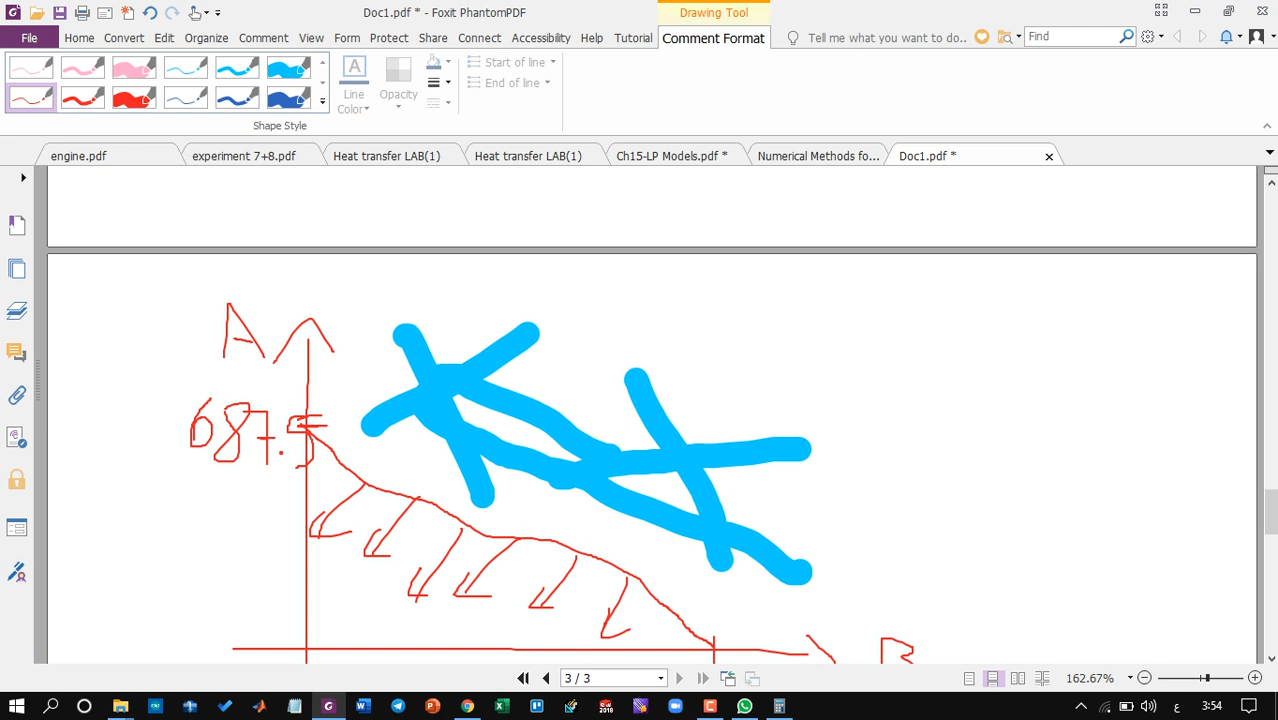 Doc1.pdf * - Foxit PhantomPDF
Drawing Tool
File Home Convert Edit Organize Comment View Form Protect Share Connect Accessibility Help Tutorial Comment Format Tell me what you want to do.. Find
Line Color
Opacity
Start of line
End of line
Shape Style
engine.pdf experiment 7+8.pdf Heat transfer LAB(1) Heat transfer LAB(1) Ch15-LP Models.pdf * Numerical Methods fo... Doc1.pdf *
A
687.5
B
3 / 3 162.67%
3:54